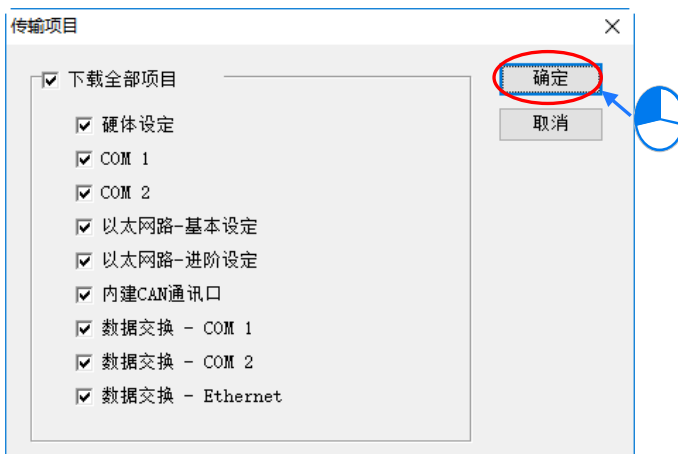 传输项目
下载全部项目
确定
硬体设定
取消
COM 1
COM 2
以太网路-基本设定
以太网路-进阶设定
内建CAN通讯口
数据交换 - COM 1
数据交换 - COM 2
数据交换 - Ethernet